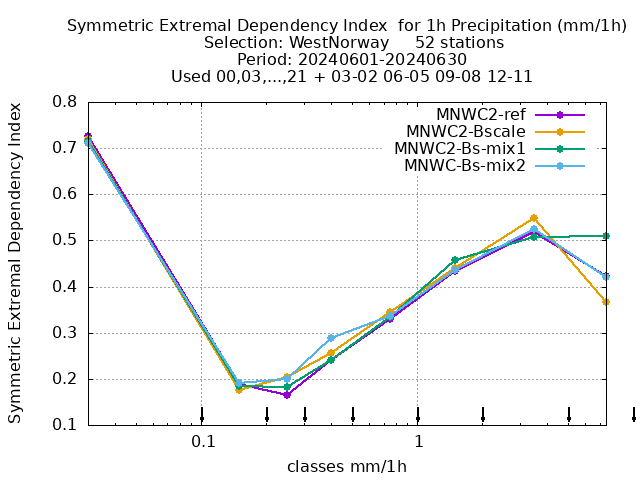 Symmetric Extremal Dependency Index  for 1h Precipitation (mm/1h)
Selection: WestNorway     52 stations
Period: 20240601-20240630
Used 00,03,...,21 + 03-02 06-05 09-08 12-11
Symmetric Extremal Dependency Index
0.8
0.7
0.6
0.5
0.4
0.3
0.2
0.1
MNWC2-ref
MNWC2-Bscale
MNWC2-Bs-mix1
MNWC-Bs-mix2
0.1
1
classes mm/1h